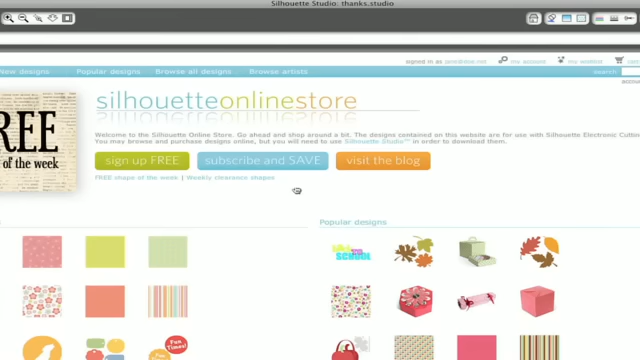 Silhouette Studio: thanks.studio
signed in as
my account
my wishlist
New designs
Popular designs
Browse all designs
Browse artists
search
silhouetteonlinestore
FREE
of the week
Welcome to the Silhouette Online Store. Go ahead and shop around a bit. The designs contained on this website are for use with Silhouette Electronic Cutting
You may browse and purchase designs online, but you will need to use Silhouette Studio™ in order to download them.
sign up FREE
subscribe and SAVE
visit the blog
FREE shape of the week | Weekly clearance shapes
Popular designs
SCHOOL
Fun Times!